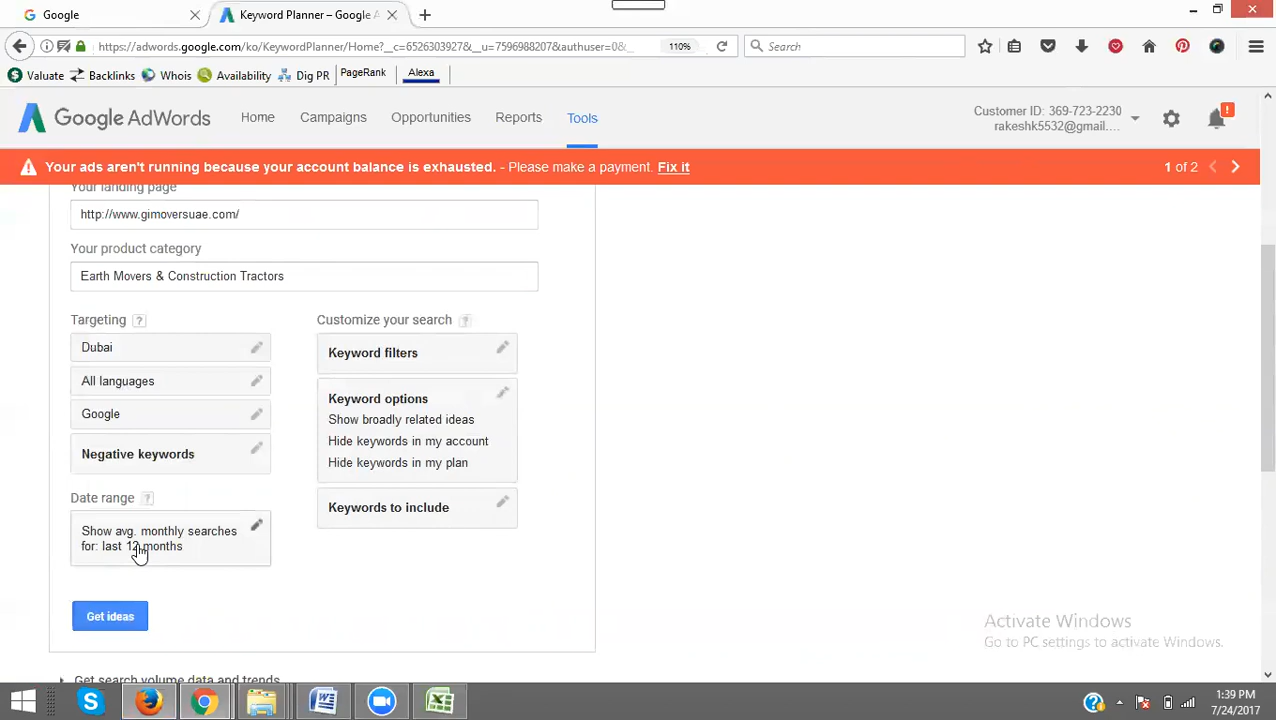 Google
Keyword Planner – Google A
https://adwords.google.com/ko/KeywordPlanner/Home?__c=6526303927&__u=7596988207&authuser=0&_
110%
Search
Valuate
Backlinks
Whois
Availability
Dig PR
PageRank
Alexa
Google AdWords
Home
Campaigns
Opportunities
Reports
Tools
Customer ID: 369-723-2230
rakeshk5532@gmail....
!
Your ads aren't running because your account balance is exhausted. - Please make a payment. Fix it
1 of 2
Your landing page
http://www.gimoversuae.com/
Your product category
Earth Movers & Construction Tractors
Targeting ?
Customize your search ?
Dubai
Keyword filters
All languages
Keyword options
Google
Show broadly related ideas
Hide keywords in my account
Negative keywords
Hide keywords in my plan
Date range ?
Keywords to include
Show avg. monthly searches
for: last 12 months
Get ideas
Activate Windows
Go to PC settings to activate Windows.
Get search volume data and trends
1:39 PM
7/24/2017